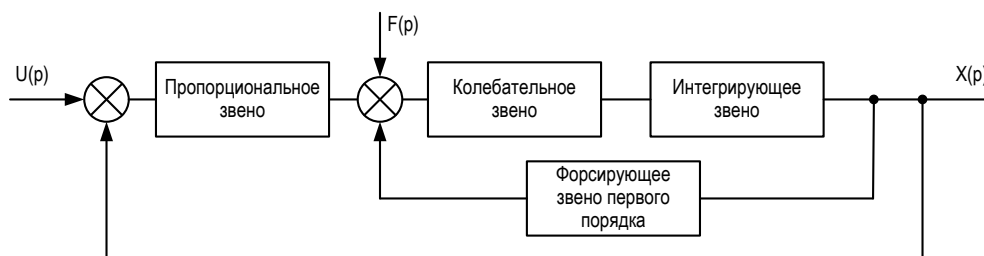 F(p)
U(p)
Пропорциональное
звено
Колебательное
звено
Интегрирующее
звено
X(p)
Форсирующее
звено первого
порядка